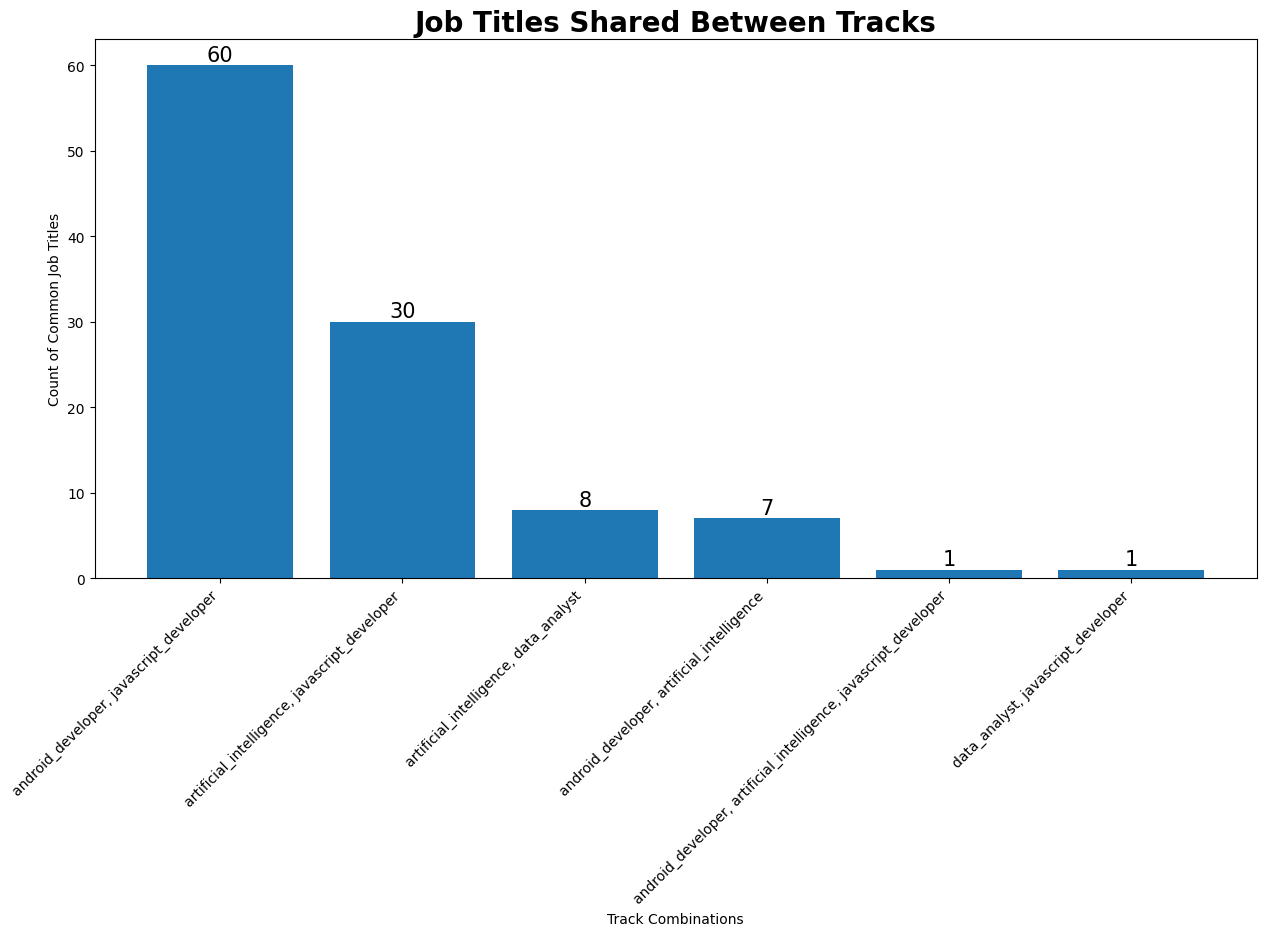 Job Titles Shared Between Tracks
Count of Common Job Titles
60
50
40
30
20
10
0
60
30
8
7
1
1
android_developer, javascript_developer
artificial_intelligence, javascript_developer
artificial_intelligence, data_analyst
android_developer, artificial_intelligence
android_developer, artificial_intelligence, javascript_developer
data_analyst, javascript_developer
Track Combinations